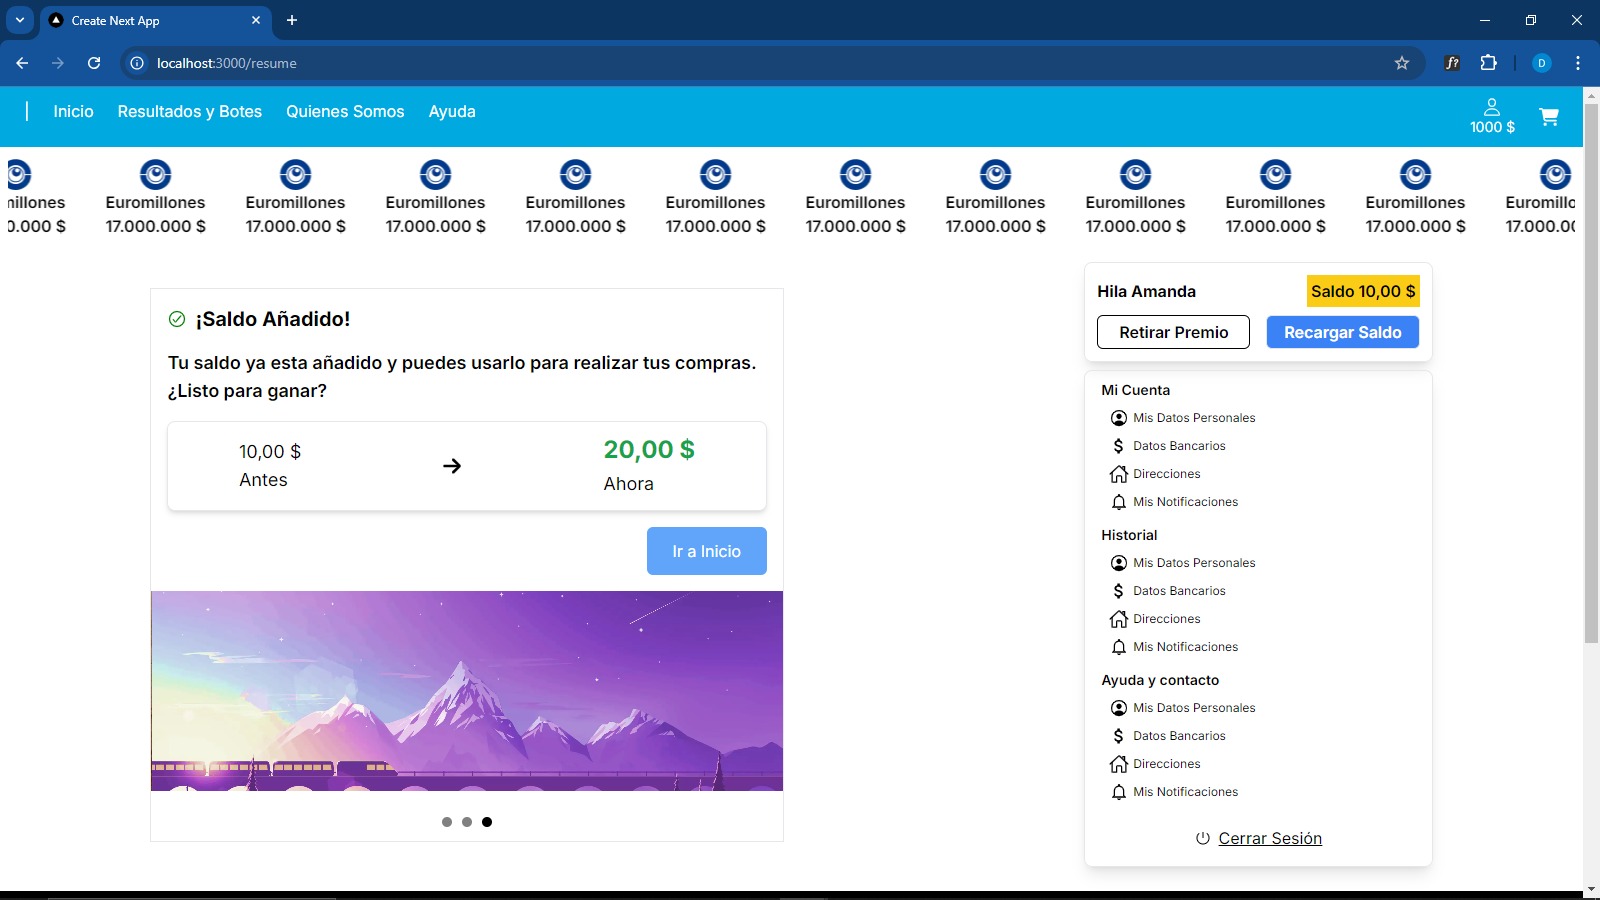 Create Next App
localhost:3000/resume
D
Inicio Resultados y Botes Quienes Somos Ayuda
1000 $
millones Euromillones Euromillones Euromillones Euromillones Euromillones Euromillones Euromillones Euromillones Euromillones Euromillones Euromillo
0.000 $ 17.000.000 $ 17.000.000 $ 17.000.000 $ 17.000.000 $ 17.000.000 $ 17.000.000 $ 17.000.000 $ 17.000.000 $ 17.000.000 $ 17.000.000 $ 17.000.00
¡Saldo Añadido!
Tu saldo ya esta añadido y puedes usarlo para realizar tus compras.
¿Listo para ganar?
10,00 $
Antes
20,00 $
Ahora
Ir a Inicio
Hila Amanda
Saldo 10,00 $
Retirar Premio
Recargar Saldo
Mi Cuenta
Mis Datos Personales
Datos Bancarios
Direcciones
Mis Notificaciones
Historial
Mis Datos Personales
Datos Bancarios
Direcciones
Mis Notificaciones
Ayuda y contacto
Mis Datos Personales
Datos Bancarios
Direcciones
Mis Notificaciones
Cerrar Sesión